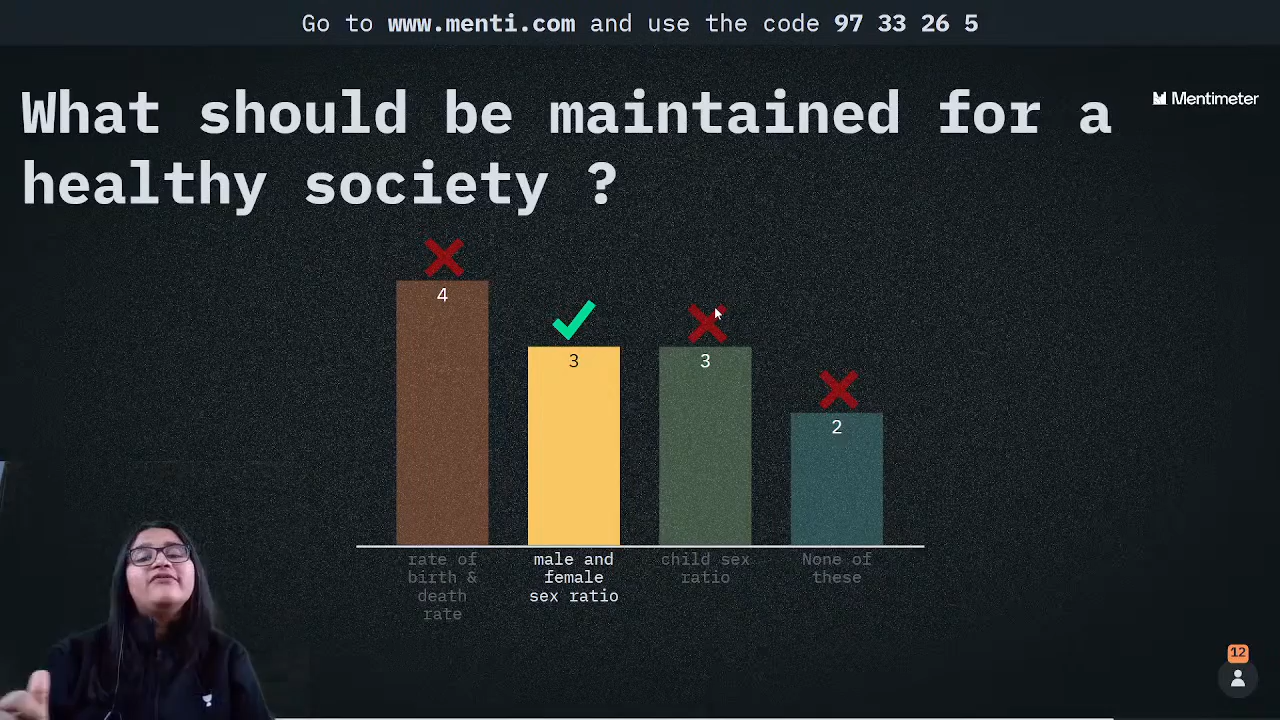 Go to www.menti.com and use the code 97 33 26 5
What should be maintained for a
healthy society ?
Mentimeter
4
3
3
2
rate of
birth &
death
rate
male and
female
sex ratio
child sex
ratio
None of
these
12